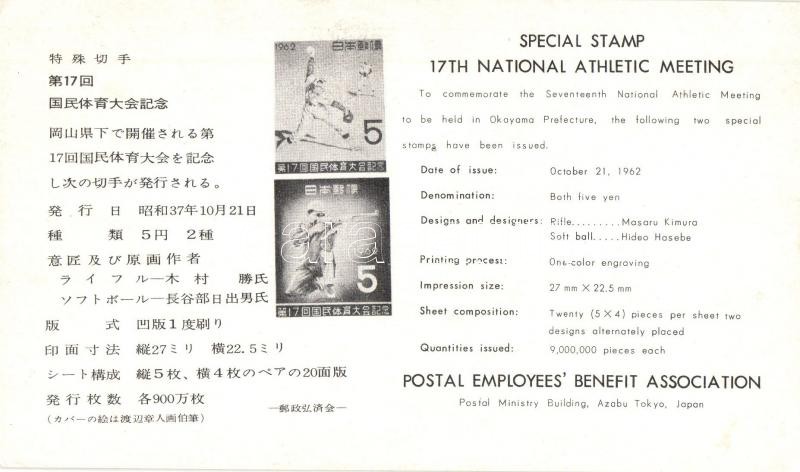 特殊切手
第17回
国民体育大会記念
岡山県下で開催される第
17回国民体育大会を記念
し次の切手が発行される。
発行日 昭和37年10月21日
種類 5円 2種
意匠及び原画作者
ライフル―木村 勝氏
ソフトボール―長谷部日出男氏
版式 凹版1度刷り
印面寸法 縦27ミリ 横22.5ミリ
シート構成 縦5枚、横4枚のペアの20面版
発行枚数 各900万枚
(カバーの絵は渡辺章人画伯筆)
―郵政弘済会―
1962 日本郵便
5
第17回国民体育大会記念
日本郵便
5
第17回国民体育大会記念
SPECIAL STAMP
17TH NATIONAL ATHLETIC MEETING
To commemorate the Seventeenth National Athletic Meeting
to be held in Okayama Prefecture, the following two special
stamps have been issued.
Date of issue: October 21, 1962
Denomination: Both five yen
Designs and designers: Rifle.........Masaru Kimura
Soft ball.....Hideo Hasebe
Printing process: One-color engraving
Impression size: 27 mm × 22.5 mm
Sheet composition: Twenty (5×4) pieces per sheet two
designs alternately placed
Quantities issued: 9,000,000 pieces each
POSTAL EMPLOYEES' BENEFIT ASSOCIATION
Postal Ministry Building, Azabu Tokyo, Japan